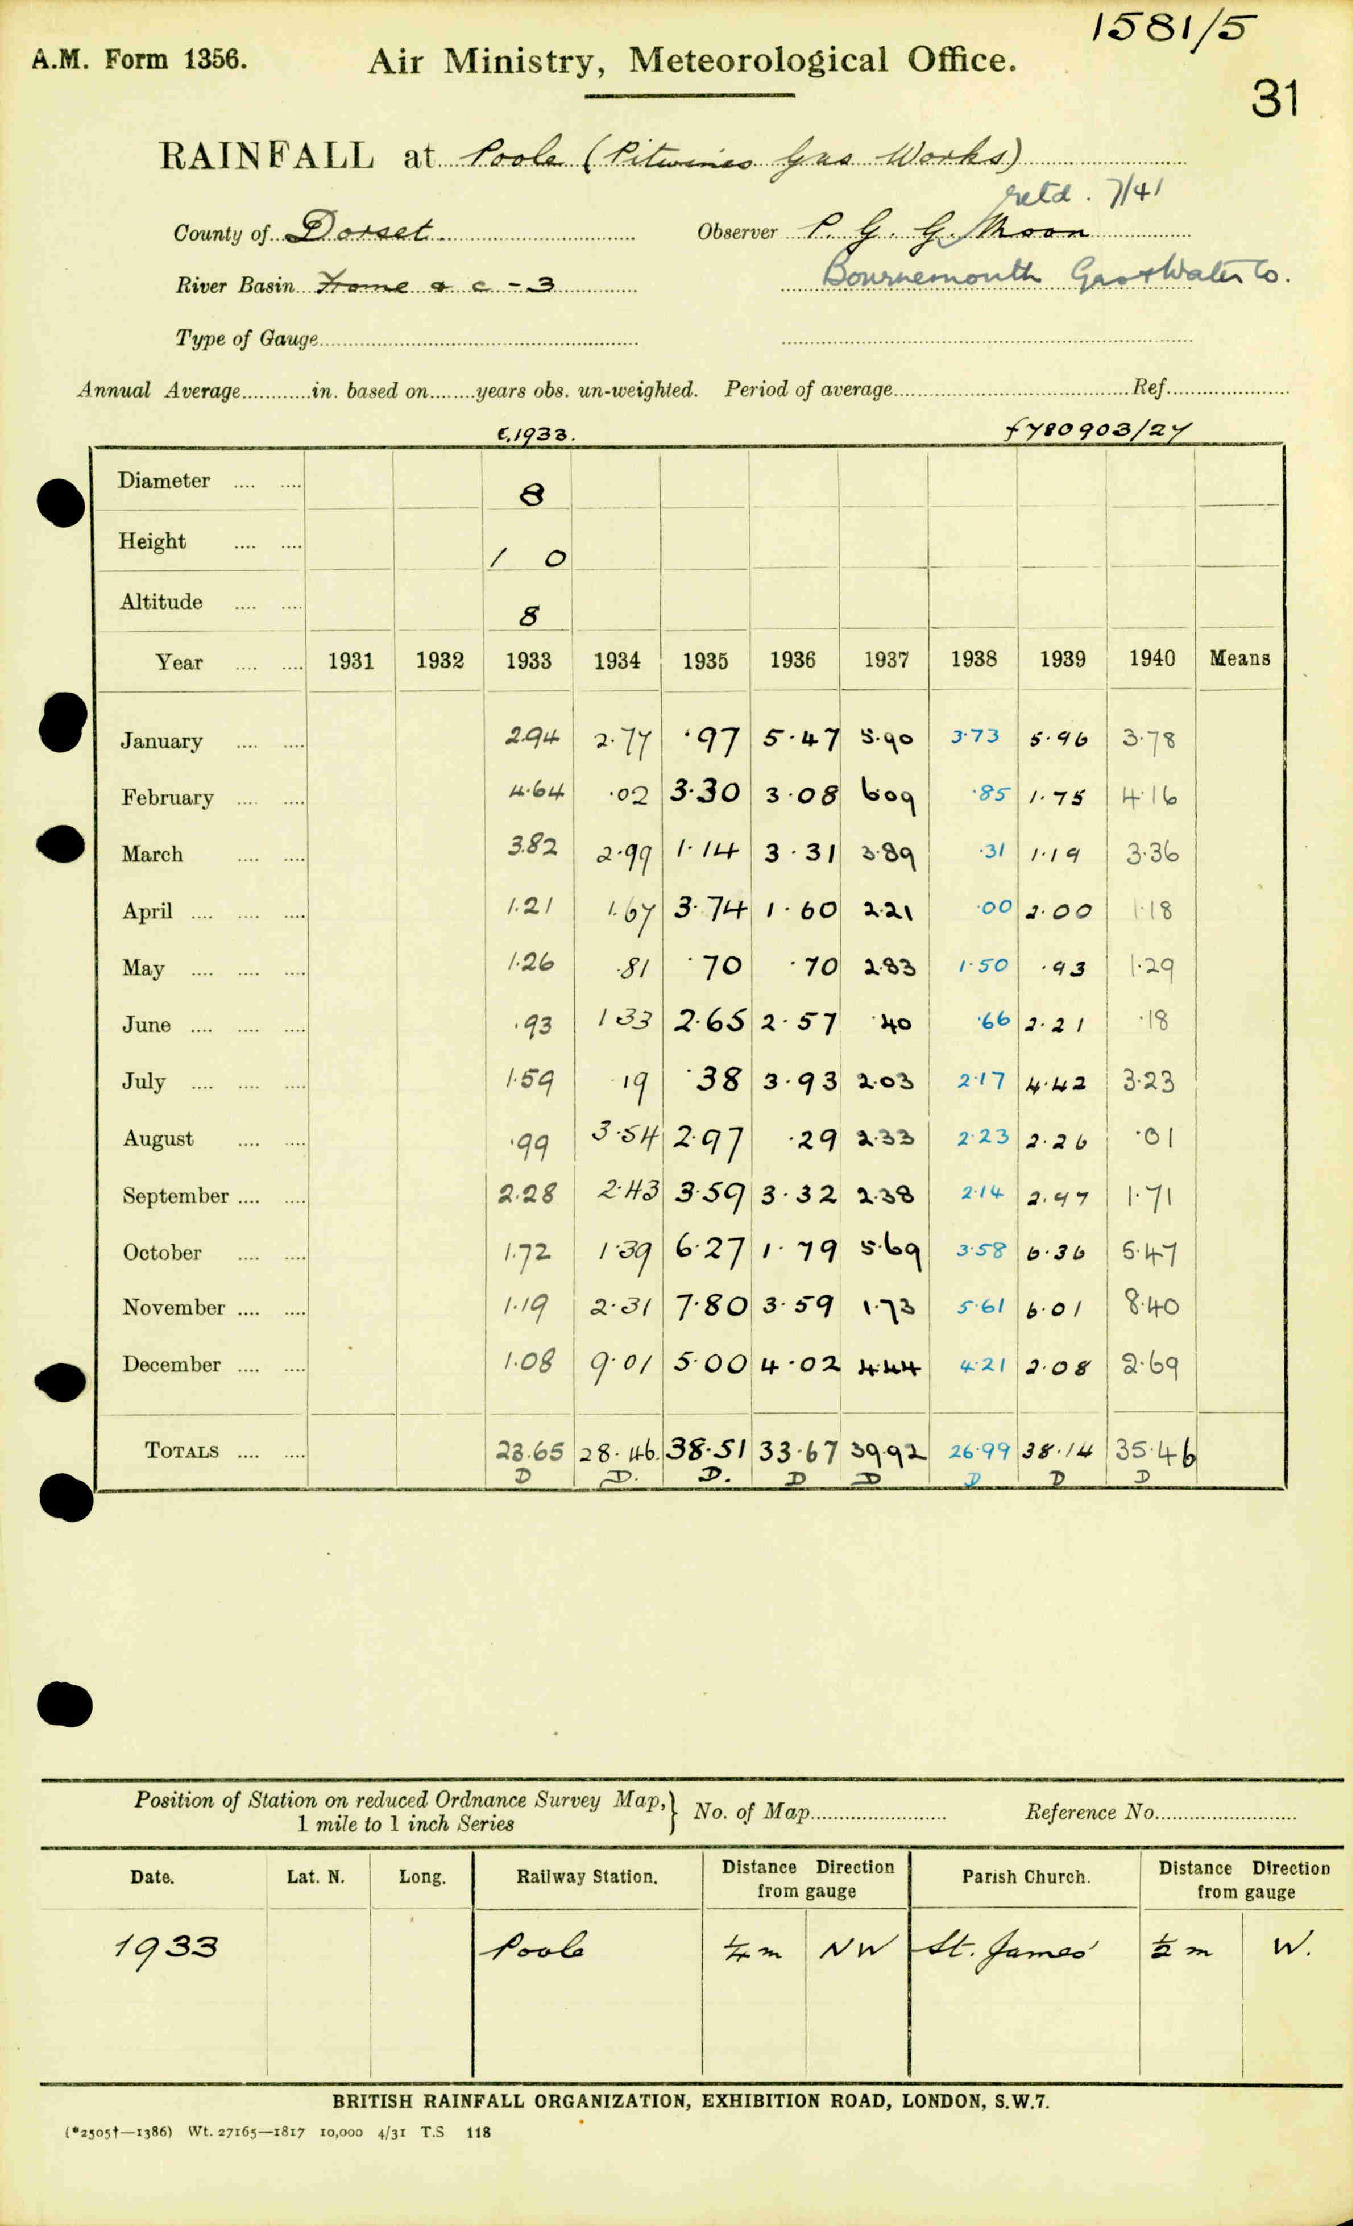 1581/5
A.M. Form 1356. Air Ministry, Meteorological Office.
31
RAINFALL at Poole (Pitwines Gas Works)
retd. 7/41
County of Dorset Observer P. G. G. Moon
River Basin Frome & c - 3 Bournemouth Gas & Water Co.
Type of Gauge
Annual Average in. based on years obs. un-weighted. Period of average Ref.
E.1933. f 780903/27
Diameter 8
Height 1 0
Altitude 8
Year 1931 1932 1933 1934 1935 1936 1937 1938 1939 1940 Means
January 2.94 2.77 .97 5.47 5.90 3.73 5.96 3.78
February 4.64 .02 3.30 3.08 6.09 .85 1.75 4.16
March 3.82 2.99 1.14 3.31 3.89 .31 1.19 3.36
April 1.21 1.67 3.74 1.60 2.21 .00 2.00 1.18
May 1.26 .81 .70 .70 2.83 1.50 .93 1.29
June .93 1.33 2.65 2.57 .40 .66 2.21 .18
July 1.59 .19 .38 3.93 2.03 2.17 4.42 3.23
August .99 3.54 2.97 .29 2.33 2.23 2.26 .01
September 2.28 2.43 3.59 3.32 2.38 2.14 2.97 1.71
October 1.72 1.39 6.27 1.79 5.69 3.58 6.36 5.47
November 1.19 2.31 7.80 3.59 1.73 5.61 6.01 8.40
December 1.08 9.01 5.00 4.02 4.44 4.21 2.08 2.69
TOTALS 23.65 28.46 38.51 33.67 39.92 26.99 38.14 35.46
D D. D. D D D D D
Position of Station on reduced Ordnance Survey Map, 1 mile to 1 inch Series } No. of Map Reference No.
Date. Lat. N. Long. Railway Station. Distance Direction from gauge Parish Church. Distance Direction from gauge
1933 Poole ¼ m NW St. James' ½ m W.
BRITISH RAINFALL ORGANIZATION, EXHIBITION ROAD, LONDON, S.W.7.
(*2505†—1386) Wt. 27165—1817 10,000 4/31 T.S. 118